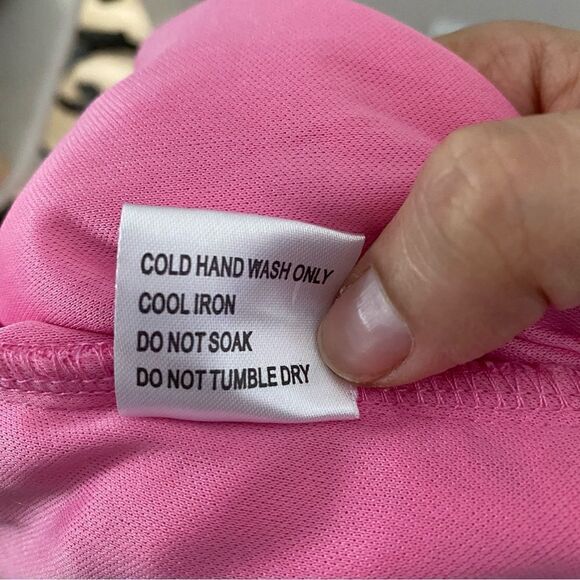 COLD HAND WASH ONLY
COOL IRON
DO NOT SOAK
DO NOT TUMBLE DRY